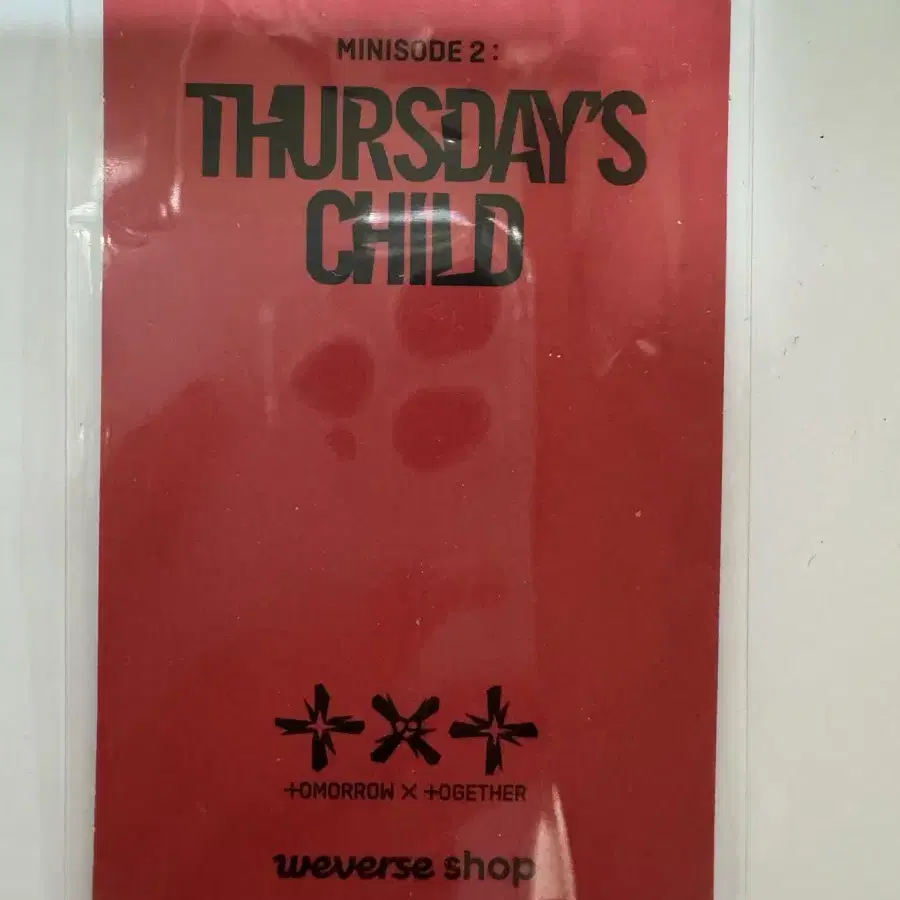 MINISODE 2 :
THURSDAY'S
CHILD
+x+
+OMORROW X +OGETHER
weverse shop